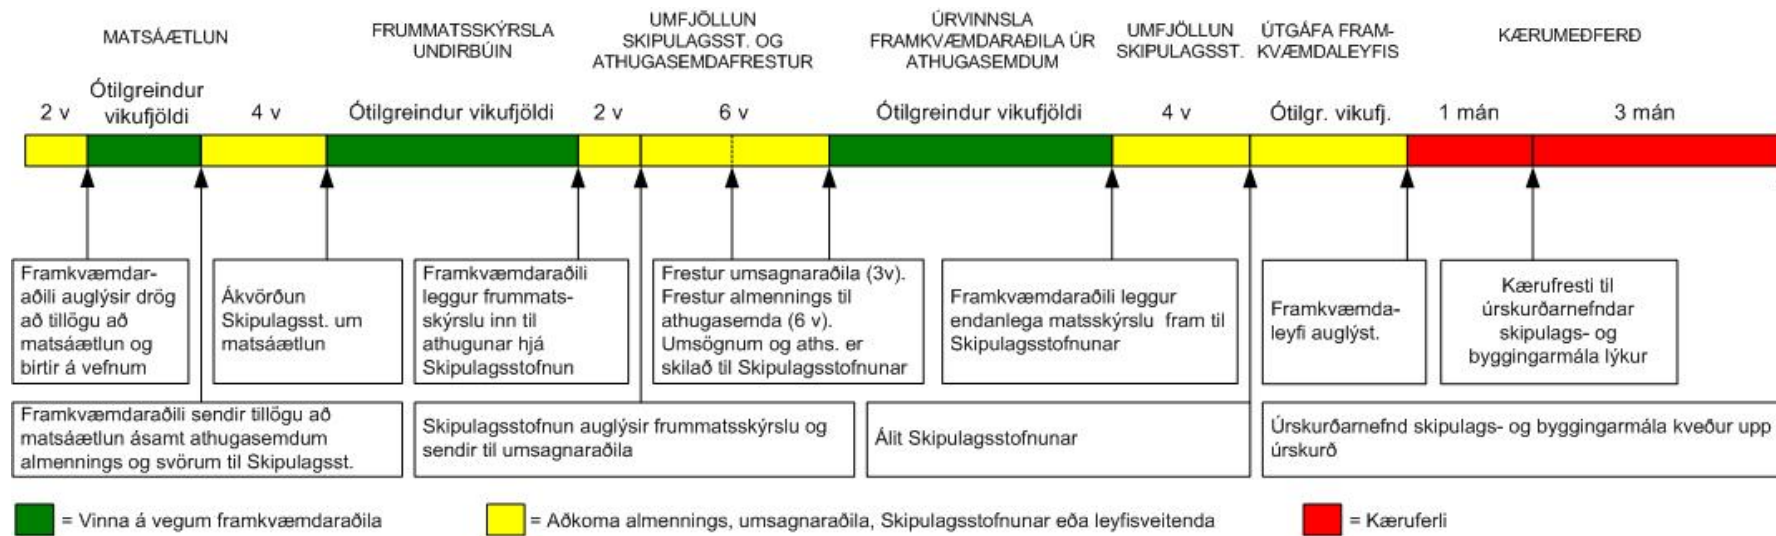 MATSÁÆTLUN
FRUMMATSSKÝRSLA
UNDIRBÚIN
UMFJÖLLUN
SKIPULAGSST. OG
ATHUGASEMDAFRESTUR
ÚRVINNSLA
FRAMKVÆMDARAÐILA ÚR
ATHUGASEMDUM
UMFJÖLLUN
SKIPULAGSST.
ÚTGÁFA FRAM-
KVÆMDALEYFIS
KÆRUMEÐFERÐ
2 v
Ótilgreindur
vikufjöldi
4 v
Ótilgreindur vikufjöldi
2 v
6 v
Ótilgreindur vikufjöldi
4 v
Ótilgr. vikufj.
1 mán
3 mán
Framkvæmdar-
aðili auglýsir drög
að tillögu að
matsáætlun og
birtir á vefnum
Ákvörðun
Skipulagsst. um
matsáætlun
Framkvæmdaraðili
leggur frummats-
skýrslu inn til
athugunar hjá
Skipulagsstofnun
Frestur umsagnaraðila (3v).
Frestur almennings til
athugasemda (6 v).
Umsögnum og aths. er
skilað til Skipulagsstofnunar
Framkvæmdaraðili leggur
endanlega matsskýrslu fram til
Skipulagsstofnunar
Framkvæmda-
leyfi auglýst.
Kærufresti til
úrskurðarnefndar
skipulags- og
byggingarmála lýkur
Framkvæmdaraðili sendir tillögu að
matsáætlun ásamt athugasemdum
almennings og svörum til Skipulagsst.
Skipulagsstofnun auglýsir frummatsskýrslu og
sendir til umsagnaraðila
Álit Skipulagsstofnunar
Úrskurðarnefnd skipulags- og byggingarmála kveður upp
úrskurð
= Vinna á vegum framkvæmdaraðila
= Aðkoma almennings, umsagnaraðila, Skipulagsstofnunar eða leyfisveitenda
= Kæruferli